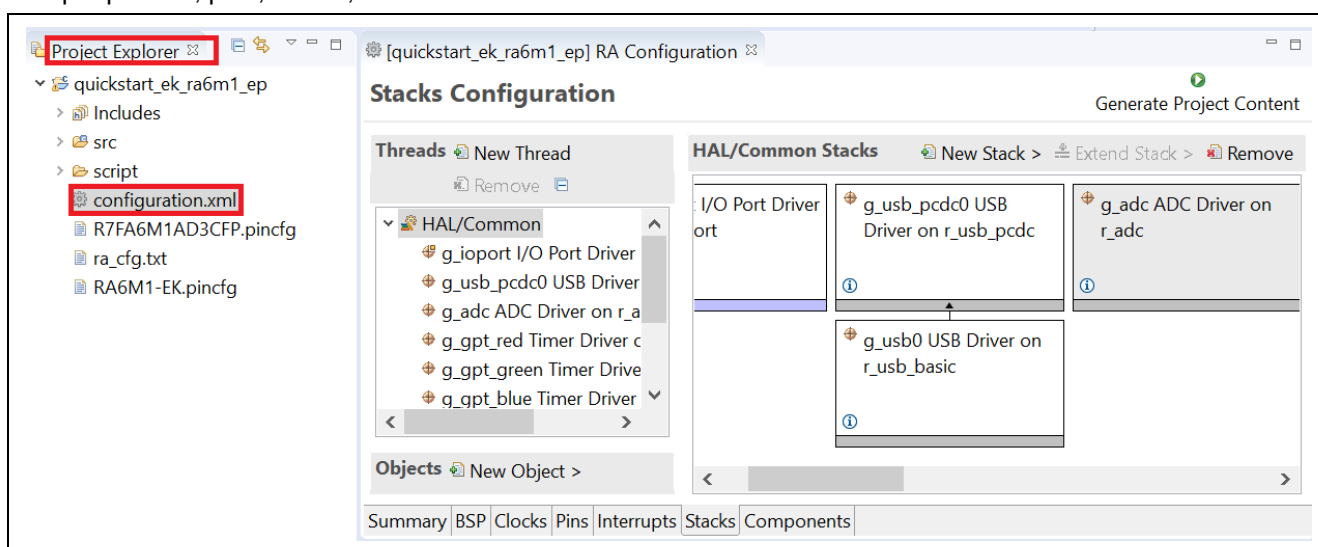 Project Explorer
quickstart_ek_ra6m1_ep
Includes
src
script
configuration.xml
R7FA6M1AD3CFP.pincfg
ra_cfg.txt
RA6M1-EK.pincfg
[quickstart_ek_ra6m1_ep] RA Configuration
Stacks Configuration
Generate Project Content
Threads New Thread
Remove
HAL/Common
g_ioport I/O Port Driver
g_usb_pcdc0 USB Driver
g_adc ADC Driver on r_a
g_gpt_red Timer Driver c
g_gpt_green Timer Drive
g_gpt_blue Timer Driver
Objects New Object >
HAL/Common Stacks New Stack > Extend Stack > Remove
I/O Port Driver
ort
g_usb_pcdc0 USB
Driver on r_usb_pcdc
g_adc ADC Driver on
r_adc
g_usb0 USB Driver on
r_usb_basic
Summary BSP Clocks Pins Interrupts Stacks Components